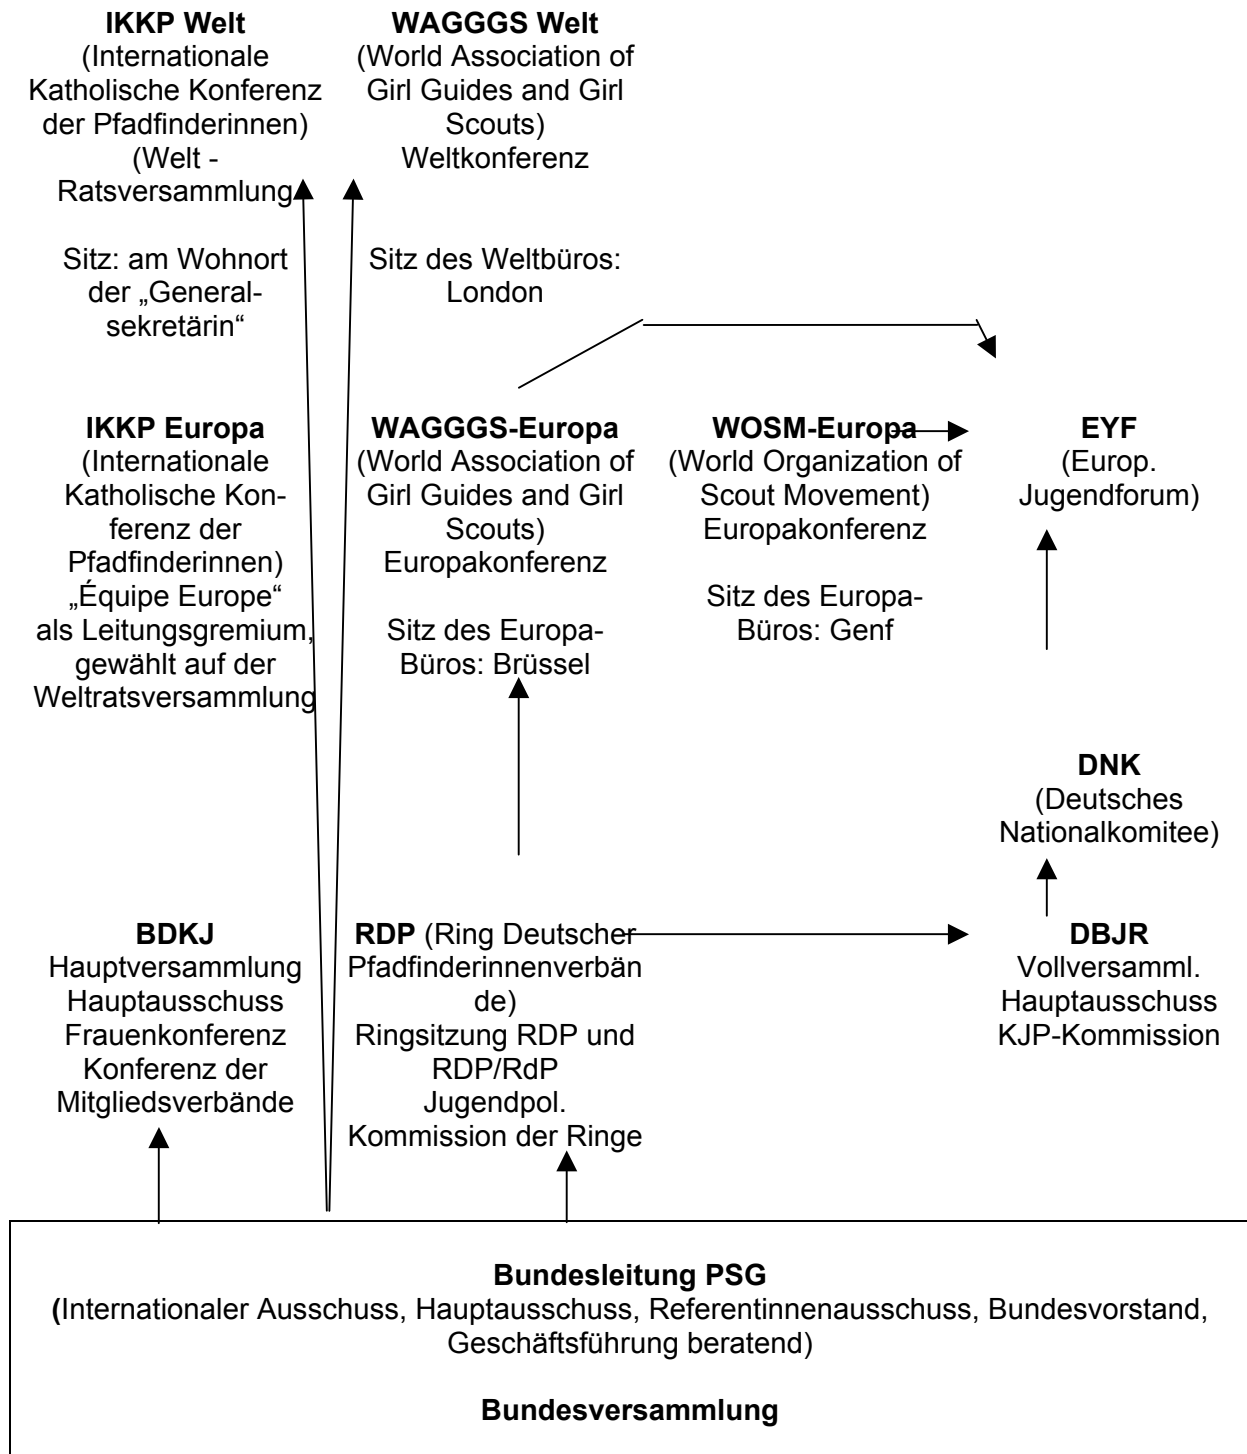 IKKP Welt
(Internationale
Katholische Konferenz
der Pfadfinderinnen)
(Welt -
Ratsversammlung
Sitz: am Wohnort
der „General-
sekretärin“
WAGGGS Welt
(World Association of
Girl Guides and Girl
Scouts)
Weltkonferenz
Sitz des Weltbüros:
London
IKKP Europa
(Internationale
Katholische Kon-
ferenz der
Pfadfinderinnen)
„Équipe Europe“
als Leitungsgremium,
gewählt auf der
Weltratsversammlung
WAGGGS-Europa
(World Association of
Girl Guides and Girl
Scouts)
Europakonferenz
Sitz des Europa-
Büros: Brüssel
WOSM-Europa
(World Organization of
Scout Movement)
Europakonferenz
Sitz des Europa-
Büros: Genf
EYF
(Europ.
Jugendforum)
DNK
(Deutsches
Nationalkomitee)
BDKJ
Hauptversammlung
Hauptausschuss
Frauenkonferenz
Konferenz der
Mitgliedsverbände
RDP (Ring Deutscher
Pfadfinderinnenverbän
de)
Ringsitzung RDP und
RDP/RdP
Jugendpol.
Kommission der Ringe
DBJR
Vollversamml.
Hauptausschuss
KJP-Kommission
Bundesleitung PSG
(Internationaler Ausschuss, Hauptausschuss, Referentinnenausschuss, Bundesvorstand,
Geschäftsführung beratend)
Bundesversammlung